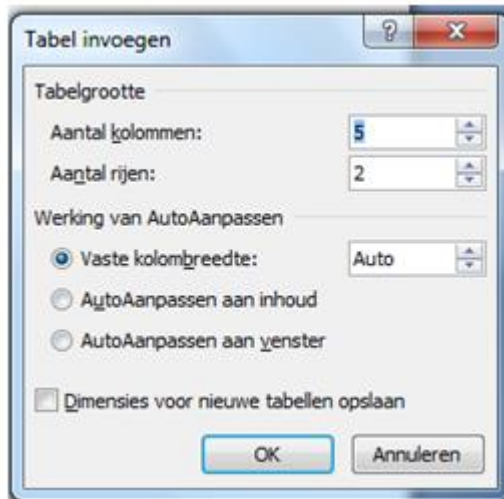 Tabel invoegen
Tabelgrootte
Aantal kolommen: 5
Aantal rijen: 2
Werking van AutoAanpassen
Vaste kolombreedte: Auto
AutoAanpassen aan inhoud
AutoAanpassen aan venster
Dimensies voor nieuwe tabellen opslaan
OK Annuleren